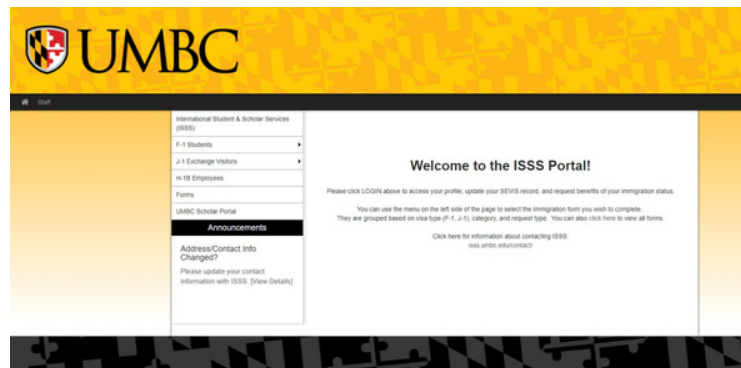 UMBC
Staff
International Student & Scholar Services
(ISSS)
F-1 Students
J-1 Exchange Visitors
H-1B Employees
Forms
UMBC Scholar Portal
Announcements
Address/Contact Info
Changed?
Please update your contact
information with ISSS. [View Details]
Welcome to the ISSS Portal!
Please click LOGIN above to access your profile, update your SEVIS record, and request benefits of your immigration status.
You can use the menu on the left side of the page to select the immigration form you wish to complete.
They are grouped based on visa type (F-1, J-1), category, and request type. You can also click here to view all forms.
Click here for information about contacting ISSS:
isss.umbc.edu/contact/